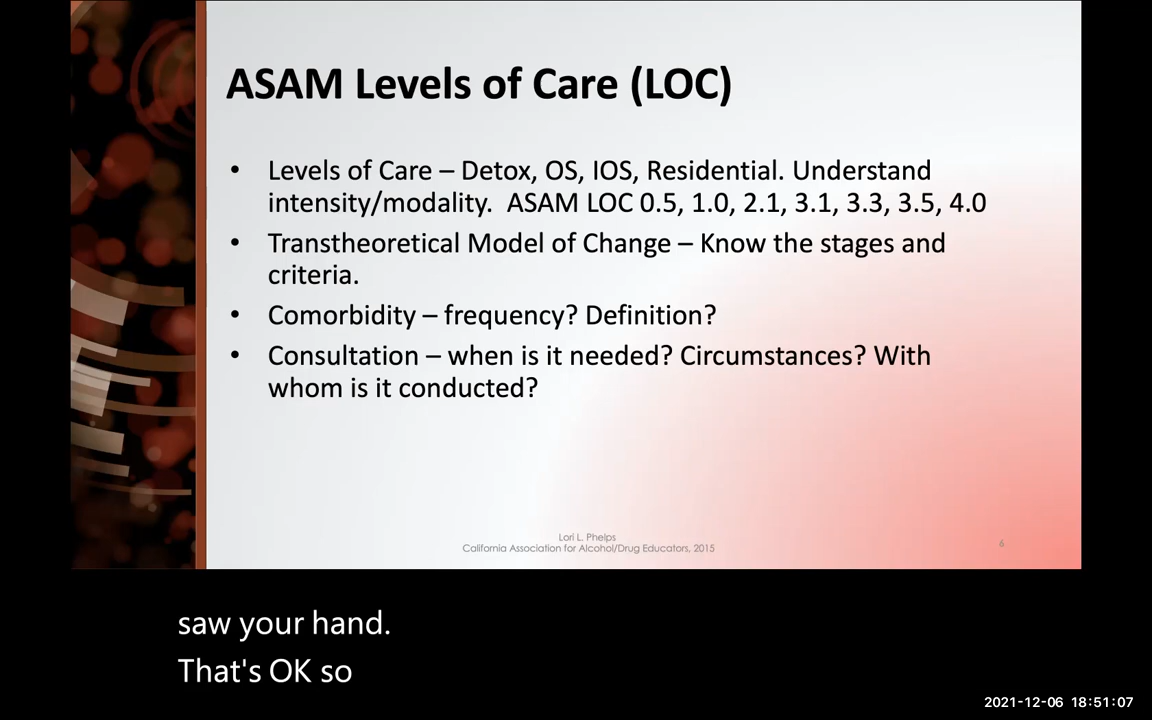 ASAM Levels of Care (LOC)
• Levels of Care – Detox, OS, IOS, Residential. Understand
intensity/modality.  ASAM LOC 0.5, 1.0, 2.1, 3.1, 3.3, 3.5, 4.0
• Transtheoretical Model of Change – Know the stages and
criteria.
• Comorbidity – frequency? Definition?
• Consultation – when is it needed? Circumstances? With
whom is it conducted?
Lori L. Phelps
California Association for Alcohol/Drug Educators, 2015
6
saw your hand.
That's OK so
2021-12-06 18:51:07